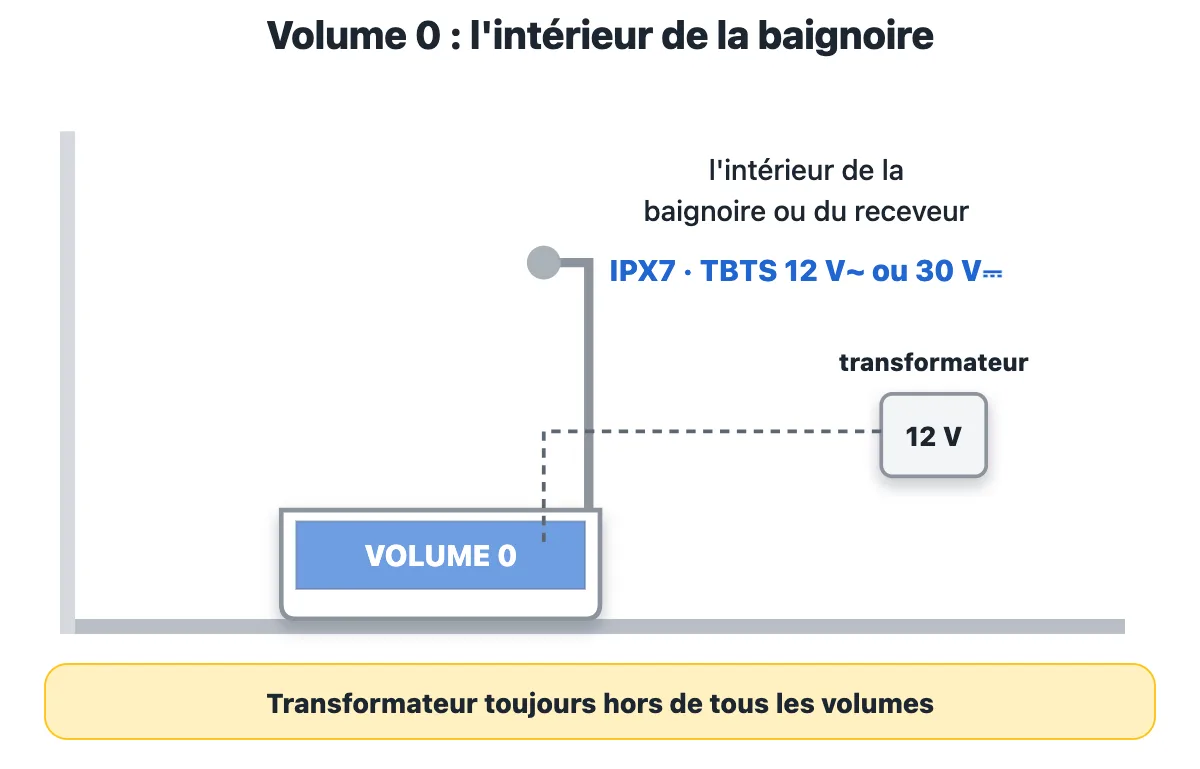 Volume 0 : l'intérieur de la baignoire
l'intérieur de la
baignoire ou du receveur
IPX7 · TBTS 12 V~ ou 30 V⎓
transformateur
12 V
VOLUME 0
Transformateur toujours hors de tous les volumes